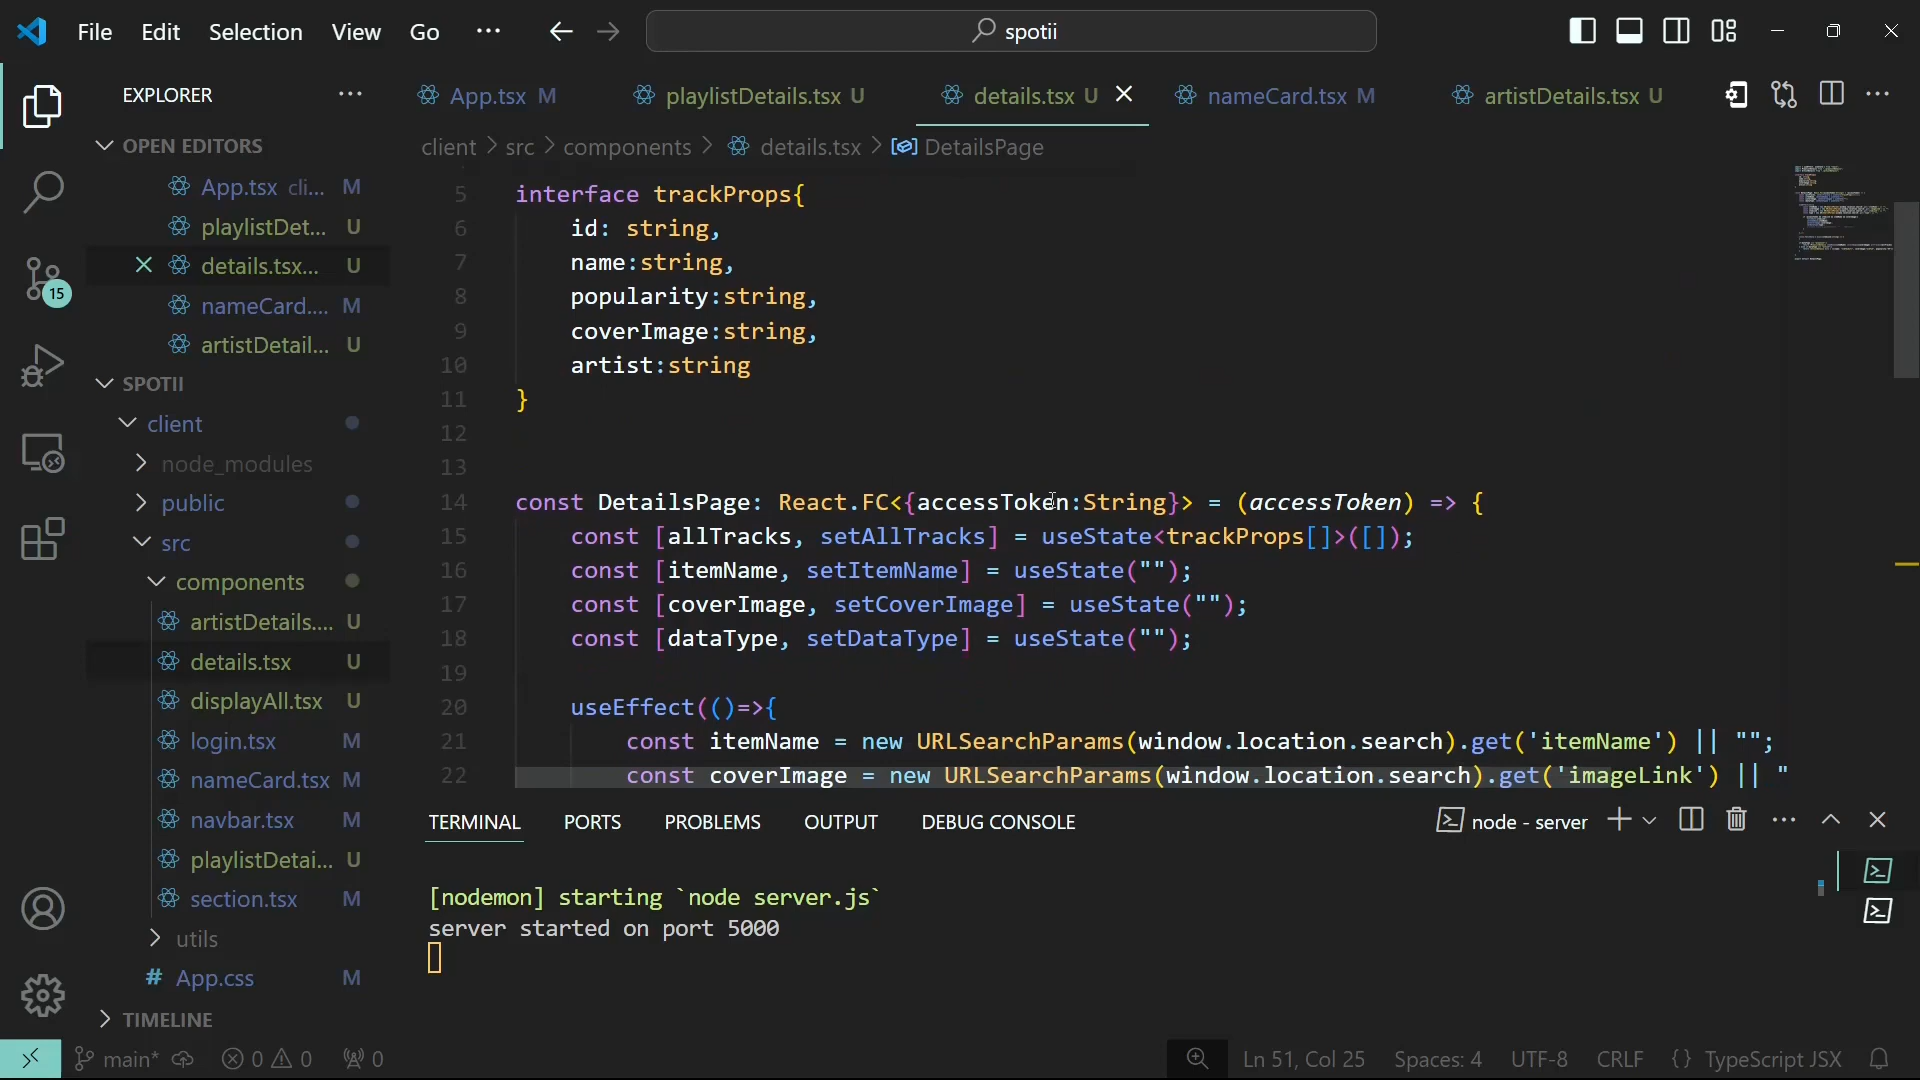 File Edit Selection View Go ··· spotii
EXPLORER ···
OPEN EDITORS
App.tsx cli... M
playlistDet... U
details.tsx... U
nameCard.... M
artistDetail... U
SPOTII
client
node_modules
public
src
components
artistDetails.... U
details.tsx U
displayAll.tsx U
login.tsx M
nameCard.tsx M
navbar.tsx M
playlistDetai... U
section.tsx M
utils
# App.css M
TIMELINE
15
App.tsx M playlistDetails.tsx U details.tsx U nameCard.tsx M artistDetails.tsx U
client > src > components > details.tsx > DetailsPage
5 interface trackProps{
6 id: string,
7 name:string,
8 popularity:string,
9 coverImage:string,
10 artist:string
11 }
12
13
14 const DetailsPage: React.FC<{accessToken:String}> = (accessToken) => {
15 const [allTracks, setAllTracks] = useState<trackProps[]>([]);
16 const [itemName, setItemName] = useState("");
17 const [coverImage, setCoverImage] = useState("");
18 const [dataType, setDataType] = useState("");
19
20 useEffect(()=>{
21 const itemName = new URLSearchParams(window.location.search).get('itemName') || "";
22 const coverImage = new URLSearchParams(window.location.search).get('imageLink') || "
TERMINAL PORTS PROBLEMS OUTPUT DEBUG CONSOLE node - server
[nodemon] starting `node server.js`
server started on port 5000
main* 0 0 0 Ln 51, Col 25 Spaces: 4 UTF-8 CRLF {} TypeScript JSX